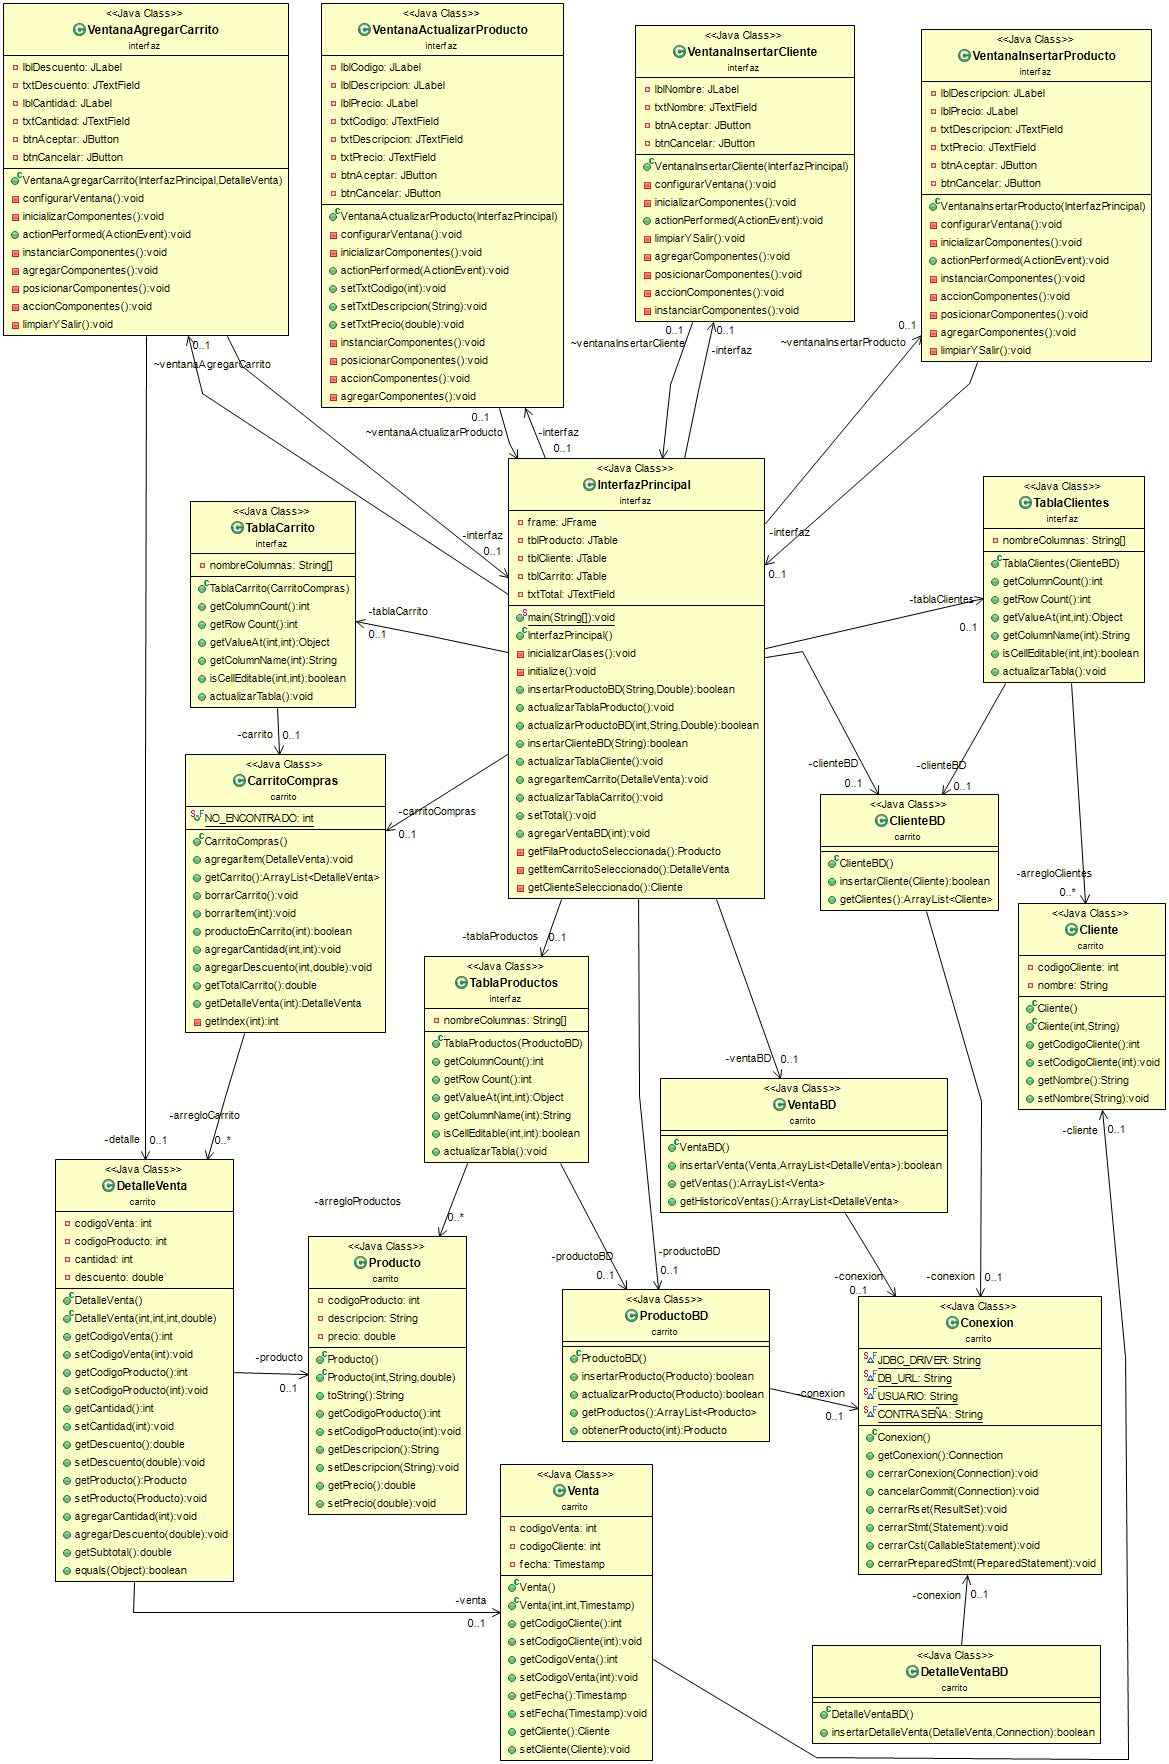 <<Java Class>>
VentanaAgregarCarrito
interfaz
lblDescuento: JLabel
txtDescuento: JTextField
lblCantidad: JLabel
txtCantidad: JTextField
btnAceptar: JButton
btnCancelar: JButton
VentanaAgregarCarrito(InterfazPrincipal,DetalleVenta)
configurarVentana():void
inicializarComponentes():void
actionPerformed(ActionEvent):void
instanciarComponentes():void
agregarComponentes():void
posicionarComponentes():void
accionComponentes():void
limpiarYSalir():void
<<Java Class>>
VentanaActualizarProducto
interfaz
lblCodigo: JLabel
lblDescripcion: JLabel
lblPrecio: JLabel
txtCodigo: JTextField
txtDescripcion: JTextField
txtPrecio: JTextField
btnAceptar: JButton
btnCancelar: JButton
VentanaActualizarProducto(InterfazPrincipal)
configurarVentana():void
inicializarComponentes():void
actionPerformed(ActionEvent):void
setTxtCodigo(int):void
setTxtDescripcion(String):void
setTxtPrecio(double):void
instanciarComponentes():void
posicionarComponentes():void
accionComponentes():void
agregarComponentes():void
<<Java Class>>
VentanaInsertarCliente
interfaz
lblNombre: JLabel
txtNombre: JTextField
btnAceptar: JButton
btnCancelar: JButton
VentanaInsertarCliente(InterfazPrincipal)
configurarVentana():void
inicializarComponentes():void
actionPerformed(ActionEvent):void
limpiarYSalir():void
agregarComponentes():void
posicionarComponentes():void
accionComponentes():void
instanciarComponentes():void
<<Java Class>>
VentanaInsertarProducto
interfaz
lblDescripcion: JLabel
lblPrecio: JLabel
txtDescripcion: JTextField
txtPrecio: JTextField
btnAceptar: JButton
btnCancelar: JButton
VentanaInsertarProducto(InterfazPrincipal)
configurarVentana():void
inicializarComponentes():void
actionPerformed(ActionEvent):void
instanciarComponentes():void
accionComponentes():void
posicionarComponentes():void
agregarComponentes():void
limpiarYSalir():void
0..1
~ventanaAgregarCarrito
0..1
~ventanaActualizarProducto
-interfaz
0..1
0..1
~ventanaInsertarCliente
0..1
-interfaz
0..1
~ventanaInsertarProducto
-interfaz
0..1
-interfaz
0..1
<<Java Class>>
InterfazPrincipal
interfaz
frame: JFrame
tblProducto: JTable
tblCliente: JTable
tblCarrito: JTable
txtTotal: JTextField
main(String[]):void
InterfazPrincipal()
inicializarClases():void
initialize():void
insertarProductoBD(String,Double):boolean
actualizarTablaProducto():void
actualizarProductoBD(int,String,Double):boolean
insertarClienteBD(String):boolean
actualizarTablaCliente():void
agregarItemCarrito(DetalleVenta):void
actualizarTablaCarrito():void
setTotal():void
agregarVentaBD(int):void
getFilaProductoSeleccionada():Producto
getItemCarritoSeleccionado():DetalleVenta
getClienteSeleccionado():Cliente
<<Java Class>>
TablaCarrito
interfaz
nombreColumnas: String[]
TablaCarrito(CarritoCompras)
getColumnCount():int
getRowCount():int
getValueAt(int,int):Object
getColumnName(int):String
isCellEditable(int,int):boolean
actualizarTabla():void
-tablaCarrito
0..1
<<Java Class>>
TablaClientes
interfaz
nombreColumnas: String[]
TablaClientes(ClienteBD)
getColumnCount():int
getRowCount():int
getValueAt(int,int):Object
getColumnName(int):String
isCellEditable(int,int):boolean
actualizarTabla():void
-tablaClientes
0..1
-carrito
0..1
<<Java Class>>
CarritoCompras
carrito
NO_ENCONTRADO: int
CarritoCompras()
agregarItem(DetalleVenta):void
getCarrito():ArrayList<DetalleVenta>
borrarCarrito():void
borrarItem(int):void
productoEnCarrito(int):boolean
agregarCantidad(int,int):void
agregarDescuento(int,double):void
getTotalCarrito():double
getDetalleVenta(int):DetalleVenta
getIndex(int):int
-carritoCompras
0..1
-clienteBD
0..1
-clienteBD
0..1
<<Java Class>>
ClienteBD
carrito
ClienteBD()
insertarCliente(Cliente):boolean
getClientes():ArrayList<Cliente>
-arregloClientes
0..*
<<Java Class>>
Cliente
carrito
codigoCliente: int
nombre: String
Cliente()
Cliente(int,String)
getCodigoCliente():int
setCodigoCliente(int):void
getNombre():String
setNombre(String):void
-tablaProductos
0..1
<<Java Class>>
TablaProductos
interfaz
nombreColumnas: String[]
TablaProductos(ProductoBD)
getColumnCount():int
getRowCount():int
getValueAt(int,int):Object
getColumnName(int):String
isCellEditable(int,int):boolean
actualizarTabla():void
-ventaBD
0..1
<<Java Class>>
VentaBD
carrito
VentaBD()
insertarVenta(Venta,ArrayList<DetalleVenta>):boolean
getVentas():ArrayList<Venta>
getHistoricoVentas():ArrayList<DetalleVenta>
-cliente
0..1
-arregloCarrito
0..*
-detalle
0..1
<<Java Class>>
DetalleVenta
carrito
codigoVenta: int
codigoProducto: int
cantidad: int
descuento: double
DetalleVenta()
DetalleVenta(int,int,int,double)
getCodigoVenta():int
setCodigoVenta(int):void
getCodigoProducto():int
setCodigoProducto(int):void
getCantidad():int
setCantidad(int):void
getDescuento():double
setDescuento(double):void
getProducto():Producto
setProducto(Producto):void
agregarCantidad(int):void
agregarDescuento(double):void
getSubtotal():double
equals(Object):boolean
-arregloProductos
0..*
<<Java Class>>
Producto
carrito
codigoProducto: int
descripcion: String
precio: double
Producto()
Producto(int,String,double)
toString():String
getCodigoProducto():int
setCodigoProducto(int):void
getDescripcion():String
setDescripcion(String):void
getPrecio():double
setPrecio(double):void
-producto
0..1
-productoBD
0..1
-productoBD
0..1
<<Java Class>>
ProductoBD
carrito
ProductoBD()
insertarProducto(Producto):boolean
actualizarProducto(Producto):boolean
getProductos():ArrayList<Producto>
obtenerProducto(int):Producto
-conexion
0..1
-conexion
0..1
-conexion
0..1
<<Java Class>>
Conexion
carrito
JDBC_DRIVER: String
DB_URL: String
USUARIO: String
CONTRASEÑA: String
Conexion()
getConexion():Connection
cerrarConexion(Connection):void
cancelarCommit(Connection):void
cerrarRset(ResultSet):void
cerrarStmt(Statement):void
cerrarCst(CallableStatement):void
cerrarPreparedStmt(PreparedStatement):void
-venta
0..1
<<Java Class>>
Venta
carrito
codigoVenta: int
codigoCliente: int
fecha: Timestamp
Venta()
Venta(int,int,Timestamp)
getCodigoCliente():int
setCodigoCliente(int):void
getCodigoVenta():int
setCodigoVenta(int):void
getFecha():Timestamp
setFecha(Timestamp):void
getCliente():Cliente
setCliente(Cliente):void
-conexion
0..1
<<Java Class>>
DetalleVentaBD
carrito
DetalleVentaBD()
insertarDetalleVenta(DetalleVenta,Connection):boolean